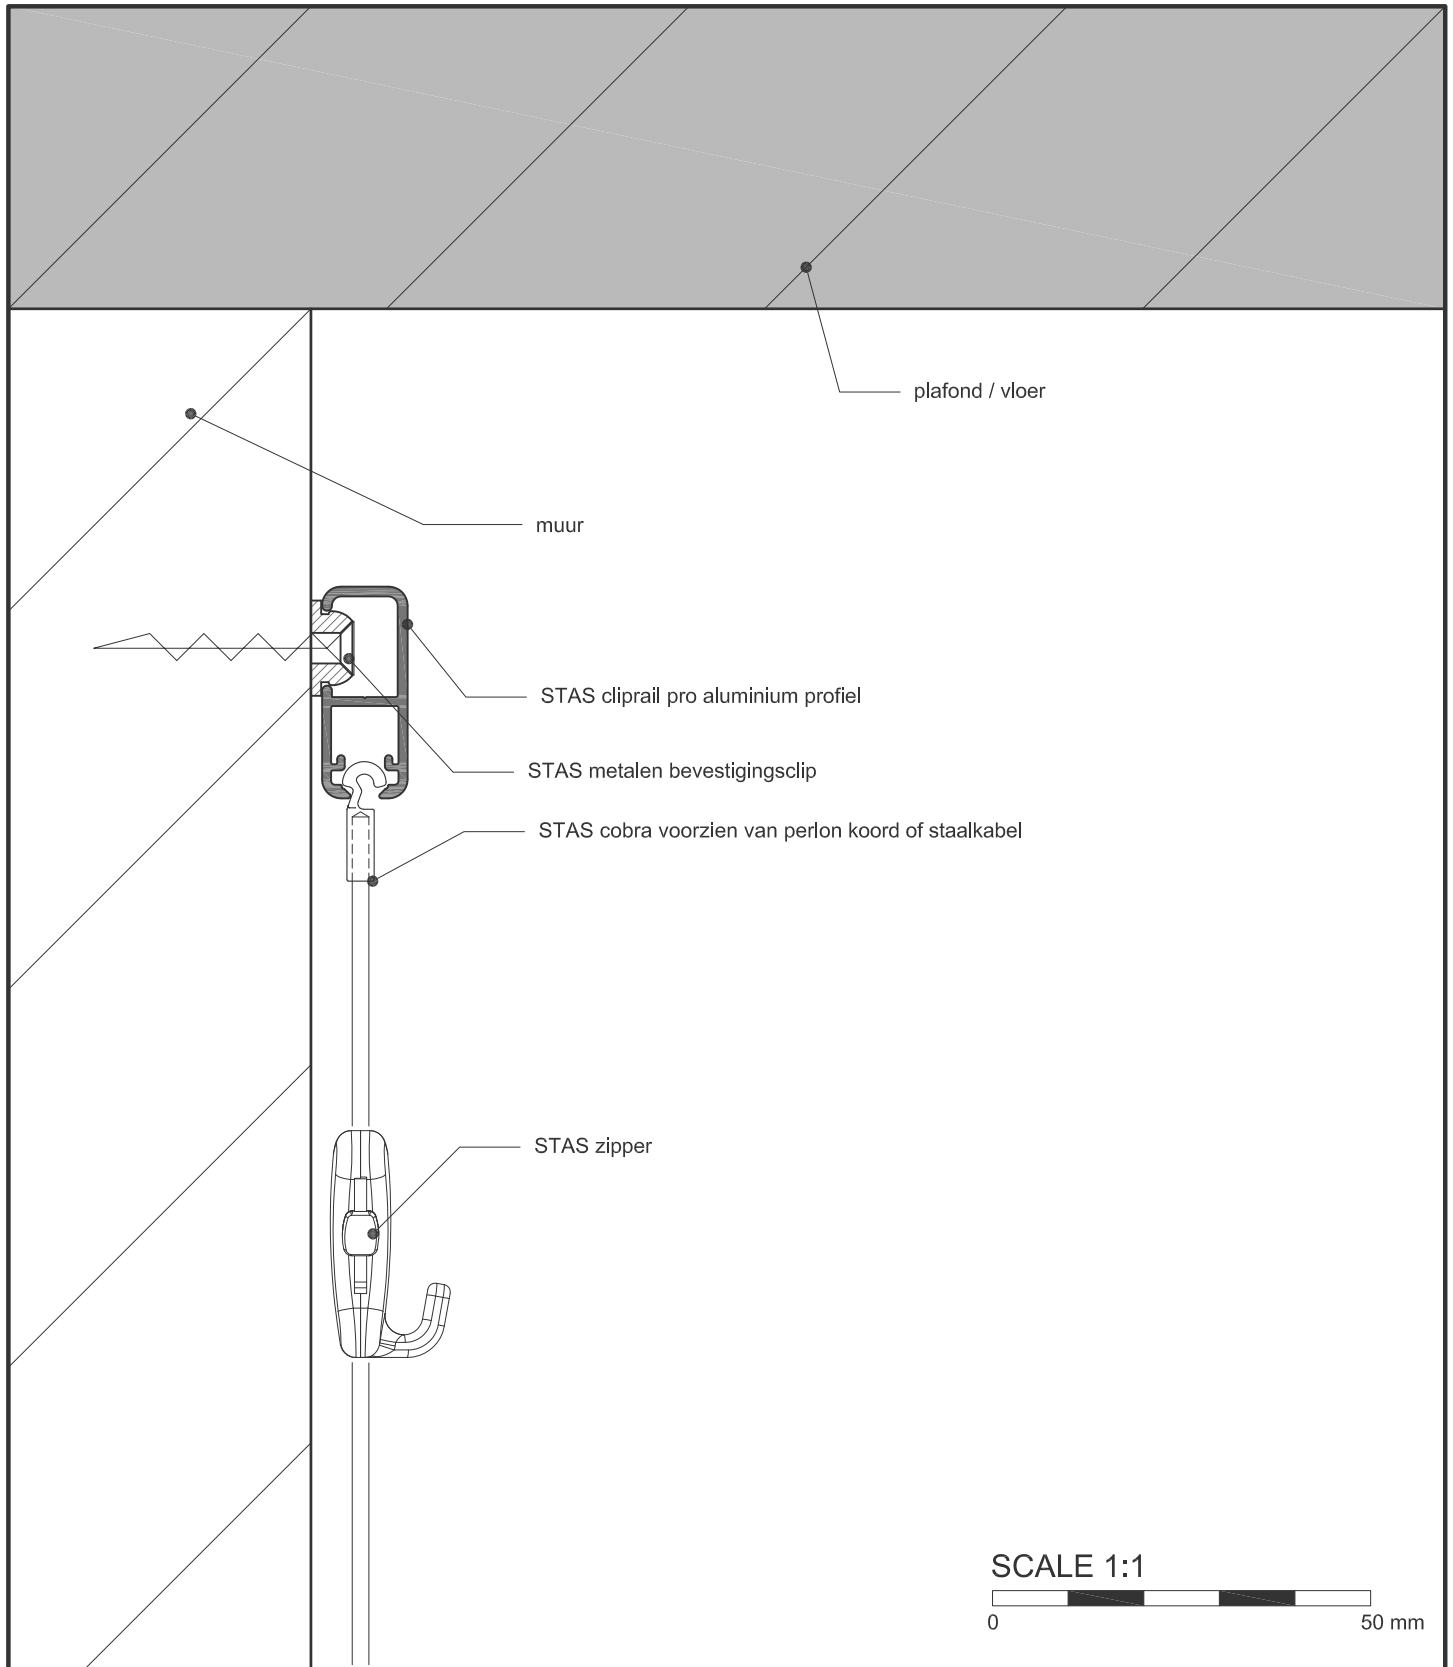 plafond / vloer
muur
STAS cliprail pro aluminium profiel
STAS metalen bevestigingsclip
STAS cobra voorzien van perlon koord of staalkabel
STAS zipper
SCALE 1:1
0 50 mm